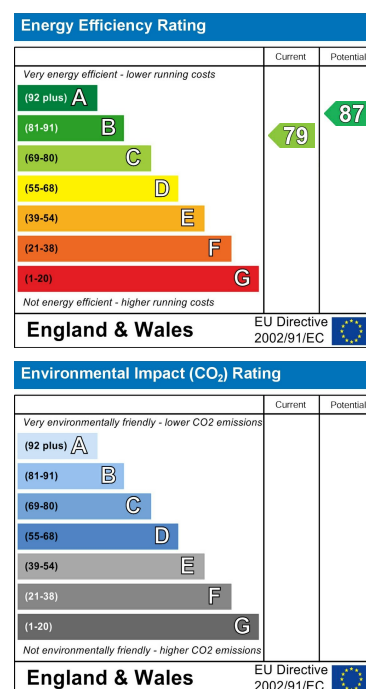 Energy Efficiency Rating
Current Potential
Very energy efficient - lower running costs
(92 plus) A
(81-91) B
87
(69-80) C
79
(55-68) D
(39-54) E
(21-38) F
(1-20) G
Not energy efficient - higher running costs
England & Wales
EU Directive
2002/91/EC
Environmental Impact (CO₂) Rating
Current Potential
Very environmentally friendly - lower CO2 emissions
(92 plus) A
(81-91) B
(69-80) C
(55-68) D
(39-54) E
(21-38) F
(1-20) G
Not environmentally friendly - higher CO2 emissions
England & Wales
EU Directive
2002/91/EC